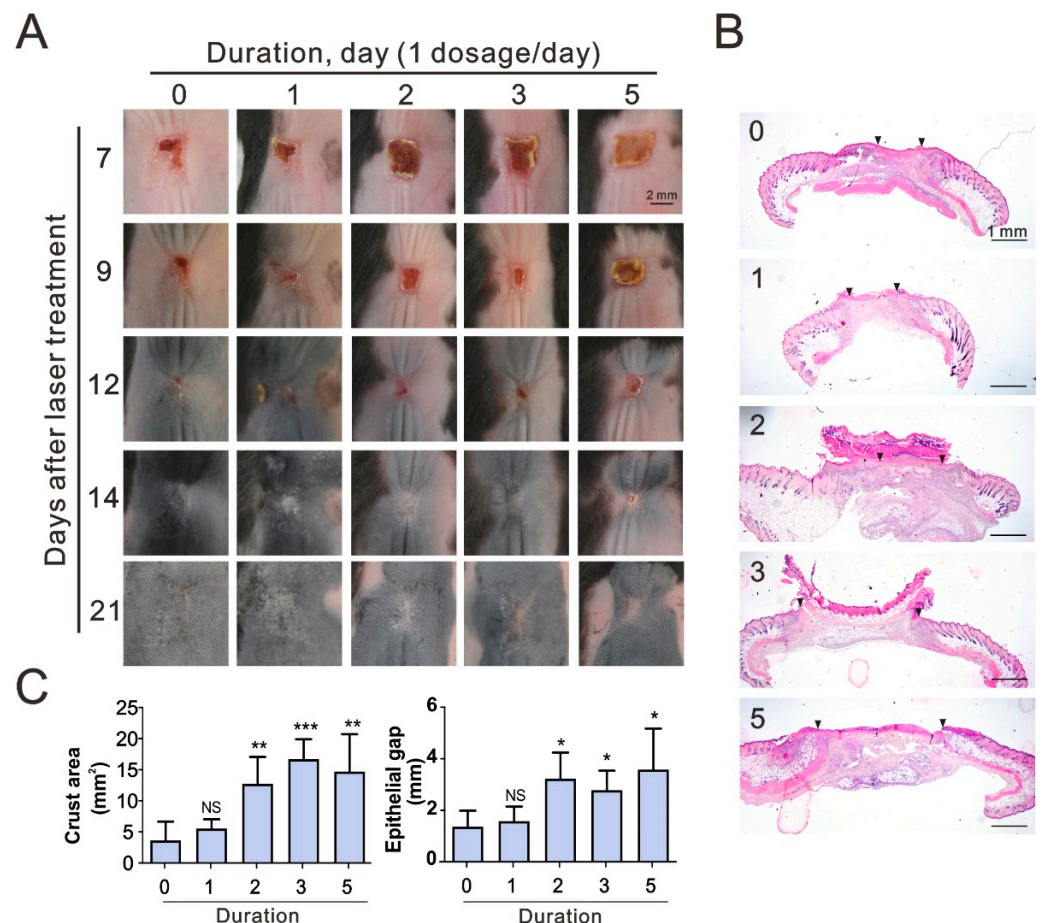 A
Duration, day (1 dosage/day)
0 1 2 3 5
Days after laser treatment
7
2 mm
9
12
14
21
B
0
1 mm
1
2
3
5
C
Crust area
(mm²)
25
20
15
10
5
0
NS
**
***
**
0 1 2 3 5
Duration
Epithelial gap
(mm)
6
4
2
0
NS
*
*
*
0 1 2 3 5
Duration